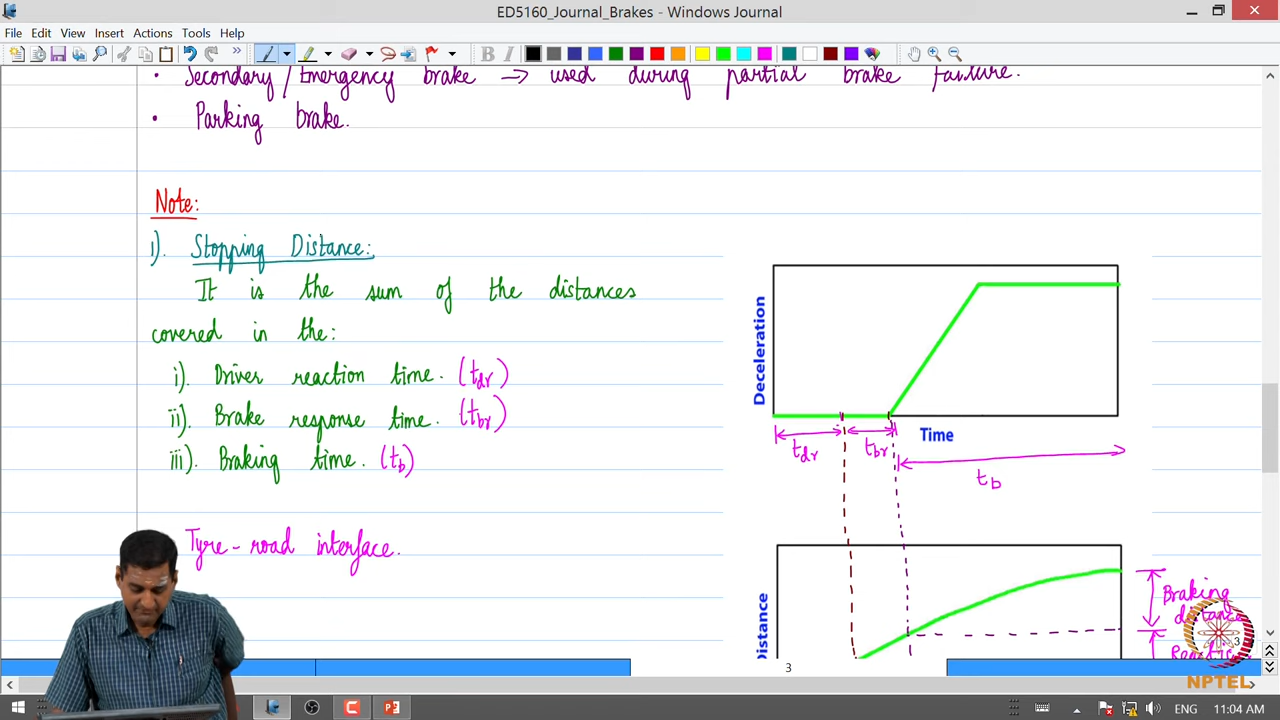 ED5160_Journal_Brakes - Windows Journal
File Edit View Insert Actions Tools Help
• Secondary/Emergency brake → used during partial brake failure.
• Parking brake.
Note:
1). Stopping Distance:
It is the sum of the distances
covered in the:
i). Driver reaction time. (tdr)
ii). Brake response time. (tbr)
iii). Braking time. (tb)
Tyre-road interface.
Deceleration
Time
tdr
tbr
tb
Distance
Braking
distance
3
NPTEL
3
ENG 11:04 AM